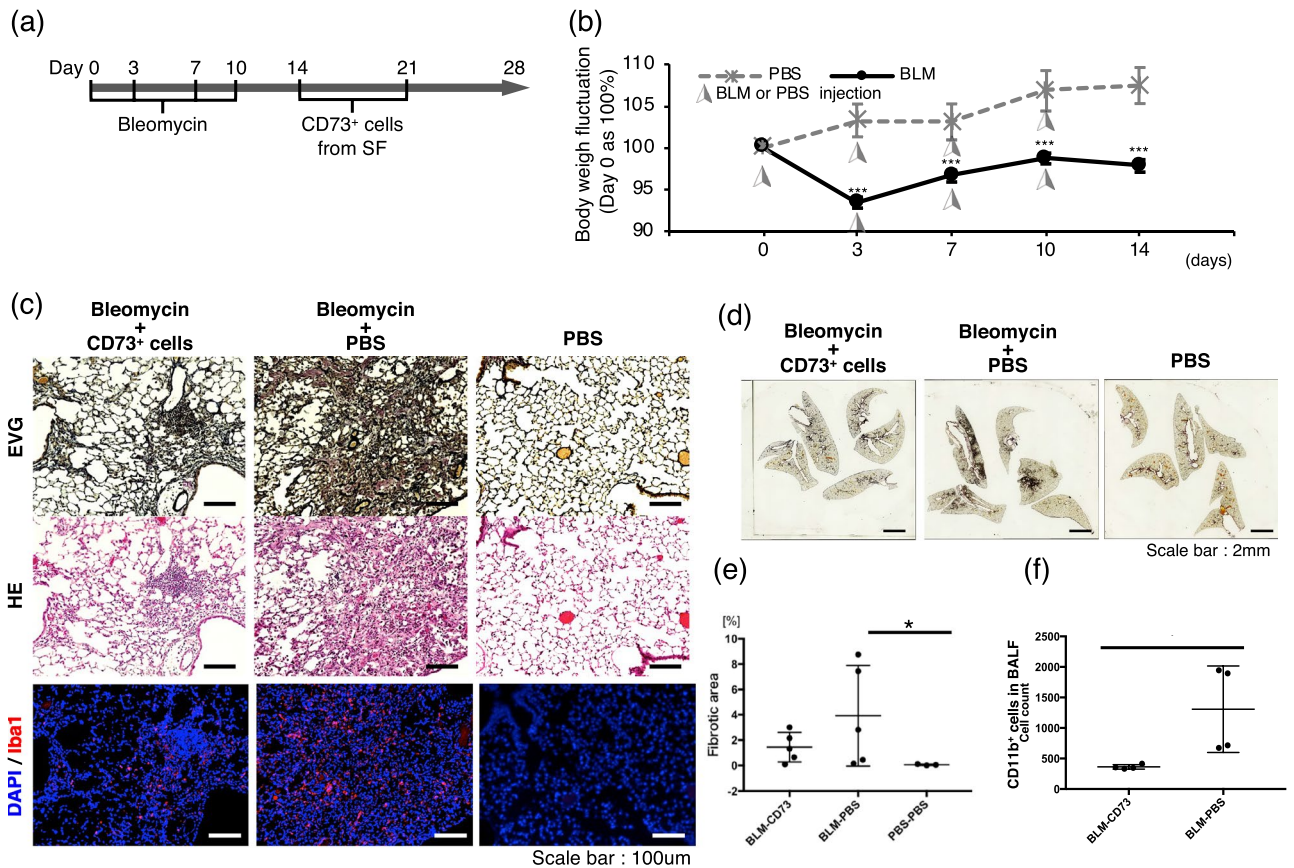 (a)
Day 0 3 7 10 14 21 28
Bleomycin
CD73+ cells
from SF
(b)
Body weigh fluctuation
(Day 0 as 100%)
110
105
100
95
90
PBS
BLM
BLM or PBS injection
***
***
***
***
0 3 7 10 14
(days)
(c)
Bleomycin
+
CD73+ cells
Bleomycin
+
PBS
PBS
EVG
HE
DAPI / Iba1
Scale bar : 100um
(d)
Bleomycin
+
CD73+ cells
Bleomycin
+
PBS
PBS
Scale bar : 2mm
(e)
[%]
Fibrotic area
10
8
6
4
2
0
-2
*
BLM-CD73
BLM-PBS
PBS-PBS
(f)
CD11b+ cells in BALF
Cell count
2500
2000
1500
1000
500
0
BLM-CD73
BLM-PBS